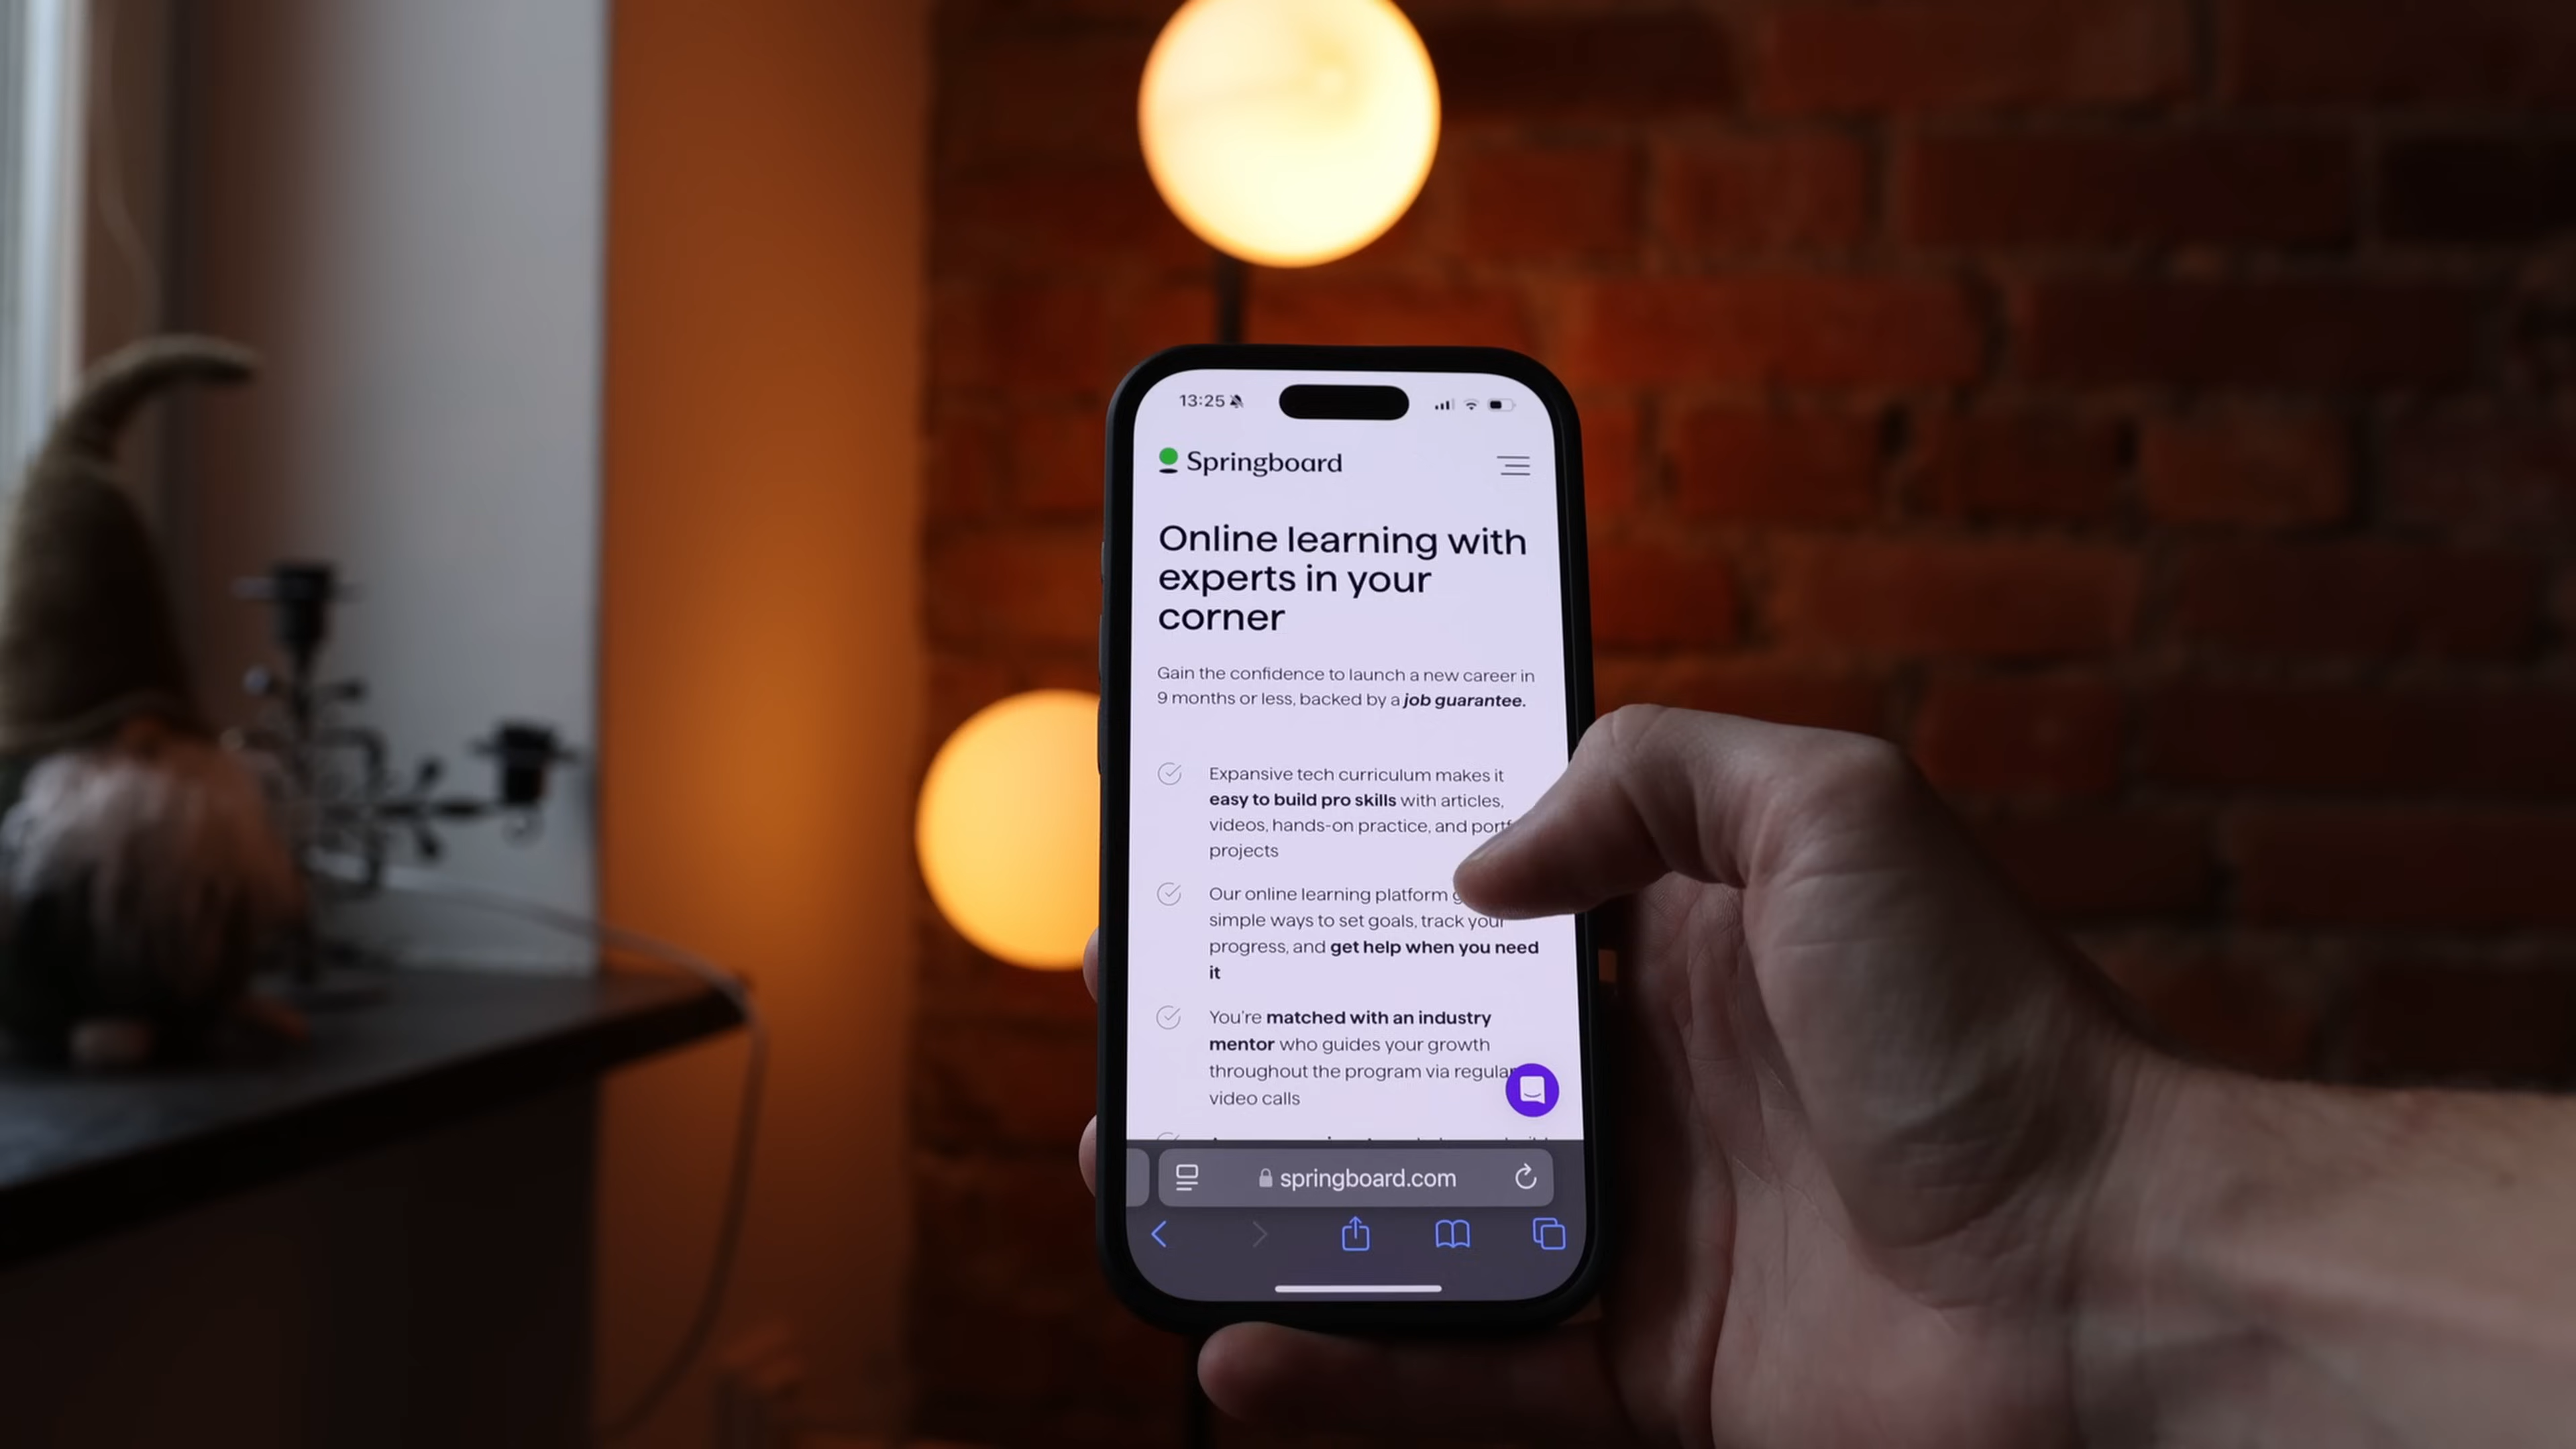 13:25
Springboard
Online learning with
experts in your
corner
Gain the confidence to launch a new career in
9 months or less, backed by a job guarantee.
Expansive tech curriculum makes it
easy to build pro skills with articles,
videos, hands-on practice, and
projects
Our online learning platform
simple ways to set goals, track your
progress, and get help when you need
it
You're matched with an industry
mentor who guides your growth
throughout the program via regular
video calls
springboard.com